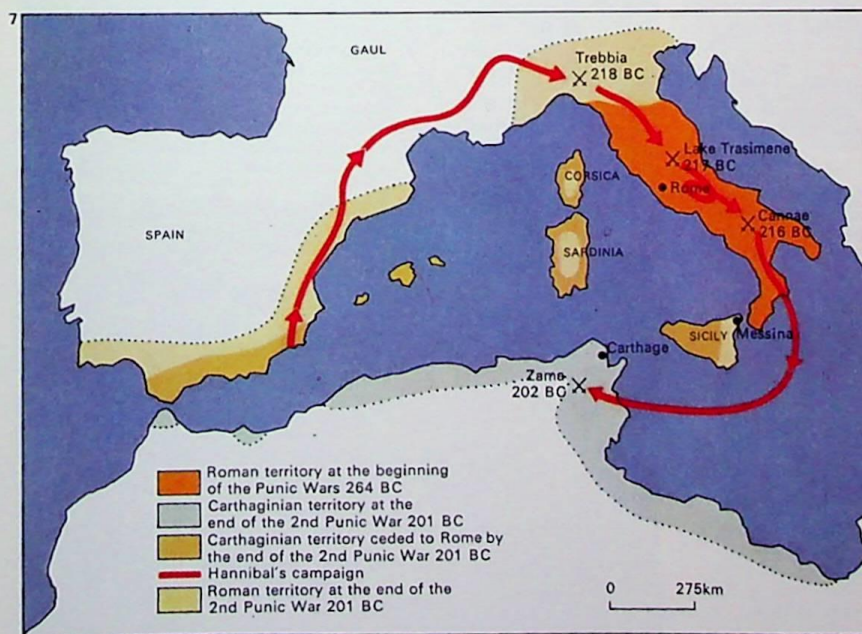 7
GAUL
Trebbia
218 BC
Lake Trasimene
217 BC
CORSICA
Rome
Cannae
216 BC
SPAIN
SARDINIA
SICILY
Messina
Carthage
Zama
202 BC
Roman territory at the beginning
of the Punic Wars 264 BC
Carthaginian territory at the
end of the 2nd Punic War 201 BC
Carthaginian territory ceded to Rome by
the end of the 2nd Punic War 201 BC
Hannibal's campaign
Roman territory at the end of the
2nd Punic War 201 BC
0 275km